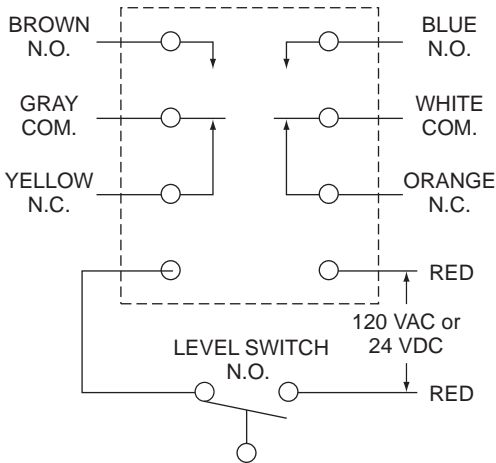 BROWN
N.O.
BLUE
N.O.
GRAY
COM.
WHITE
COM.
YELLOW
N.C.
ORANGE
N.C.
RED
120 VAC or
24 VDC
LEVEL SWITCH
N.O.
RED